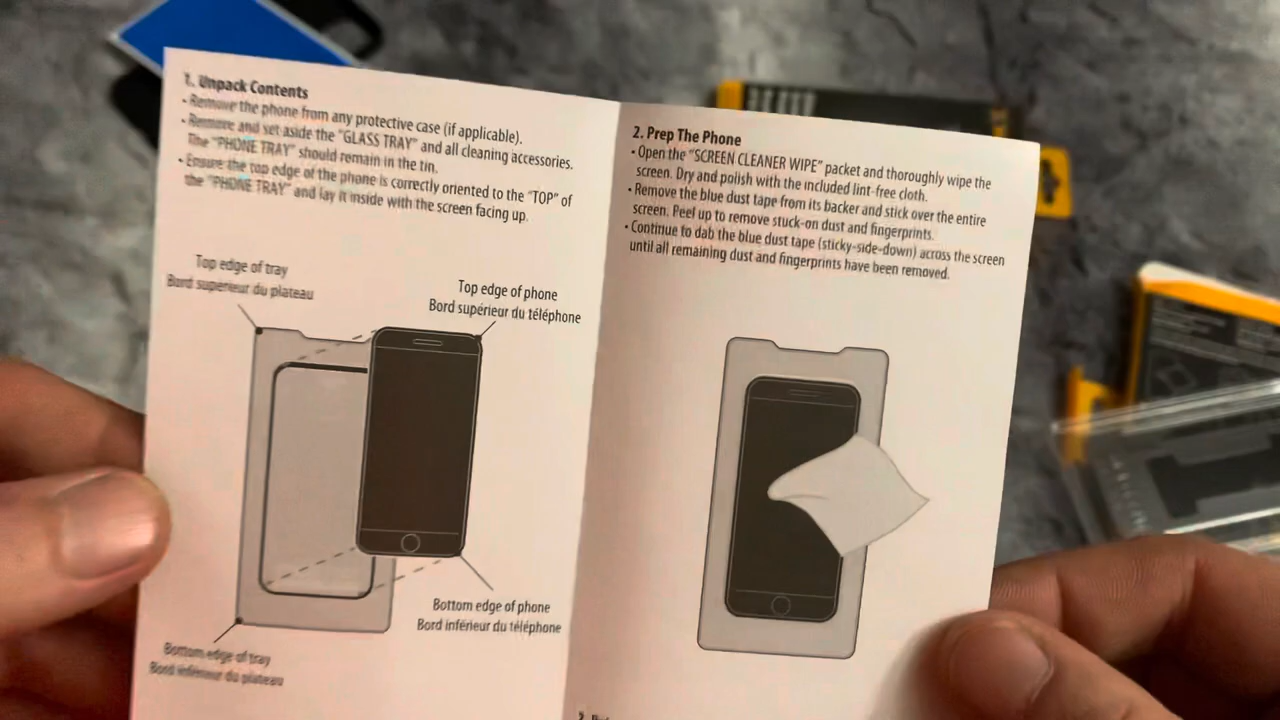 1. Unpack Contents
• Remove the phone from any protective case (if applicable).
• Remove and set aside the "GLASS TRAY" and all cleaning accessories.
The "PHONE TRAY" should remain in the tin.
• Ensure the top edge of the phone is correctly oriented to the "TOP" of
the "PHONE TRAY" and lay it inside with the screen facing up.
Top edge of tray
Bord supérieur du plateau
Top edge of phone
Bord supérieur du téléphone
Bottom edge of phone
Bord inférieur du téléphone
Bottom edge of tray
Bord inférieur du plateau
2. Prep The Phone
• Open the "SCREEN CLEANER WIPE" packet and thoroughly wipe the
screen. Dry and polish with the included lint-free cloth.
• Remove the blue dust tape from its backer and stick over the entire
screen. Peel up to remove stuck-on dust and fingerprints.
• Continue to dab the blue dust tape (sticky-side-down) across the screen
until all remaining dust and fingerprints have been removed.